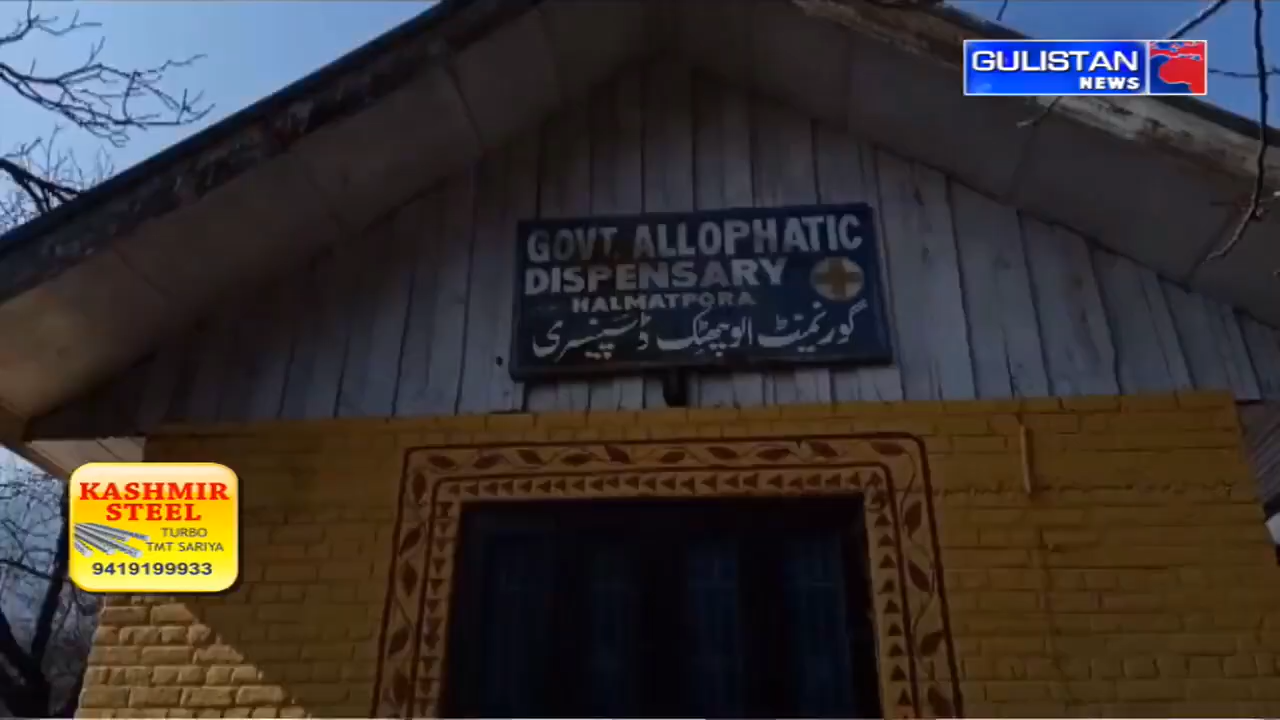 GULISTAN
NEWS
GOVT. ALLOPHATIC
DISPENSARY
HALMATPORA
گورنمنٹ الوپیتھک ڈسپنسری
KASHMIR
STEEL
TURBO
TMT SARIYA
9419199933